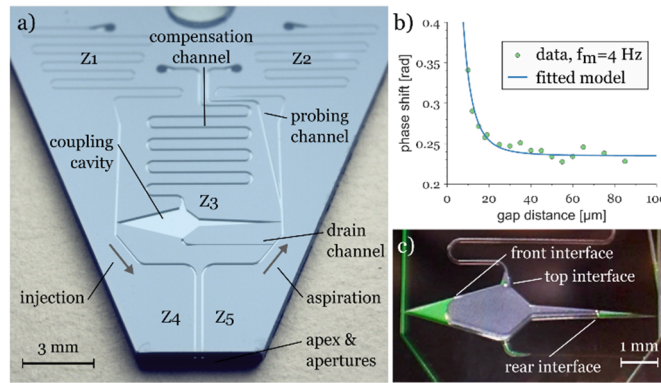 a)
Z1
compensation
channel
Z2
probing
channel
coupling
cavity
Z3
drain
channel
injection
aspiration
Z4
Z5
apex &
apertures
3 mm
b)
0.4
0.35
0.3
0.25
0.2
phase shift [rad]
data, fm=4 Hz
fitted model
0
20
40
60
80
100
gap distance [µm]
c)
front interface
top interface
rear interface
1 mm